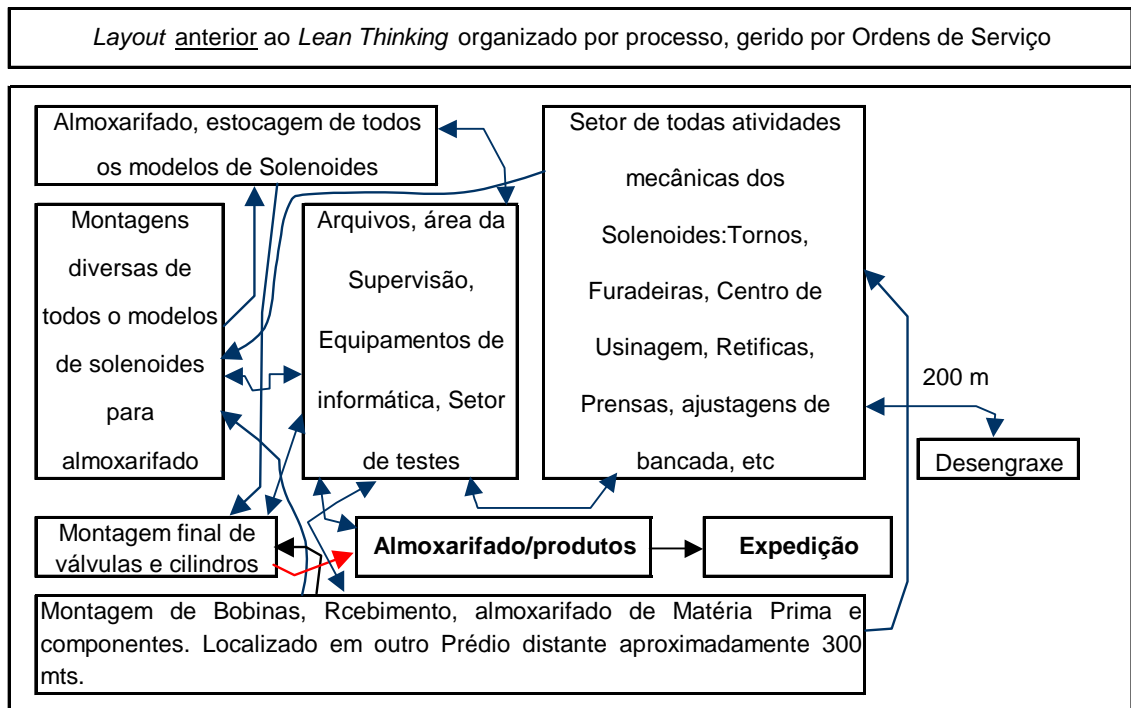 Layout anterior ao Lean Thinking organizado por processo, gerido por Ordens de Serviço
Almoxarifado, estocagem de todos
os modelos de Solenoides
Montagens
diversas de
todos o modelos
de solenoides
para
almoxarifado
Arquivos, área da
Supervisão,
Equipamentos de
informática, Setor
de testes
Setor de todas atividades
mecânicas dos
Solenoides:Tornos,
Furadeiras, Centro de
Usinagem, Retificas,
Prensas, ajustagens de
bancada, etc
200 m
Desengraxe
Montagem final de
válvulas e cilindros
Almoxarifado/produtos
Expedição
Montagem de Bobinas, Rcebimento, almoxarifado de Matéria Prima e
componentes. Localizado em outro Prédio distante aproximadamente 300
mts.